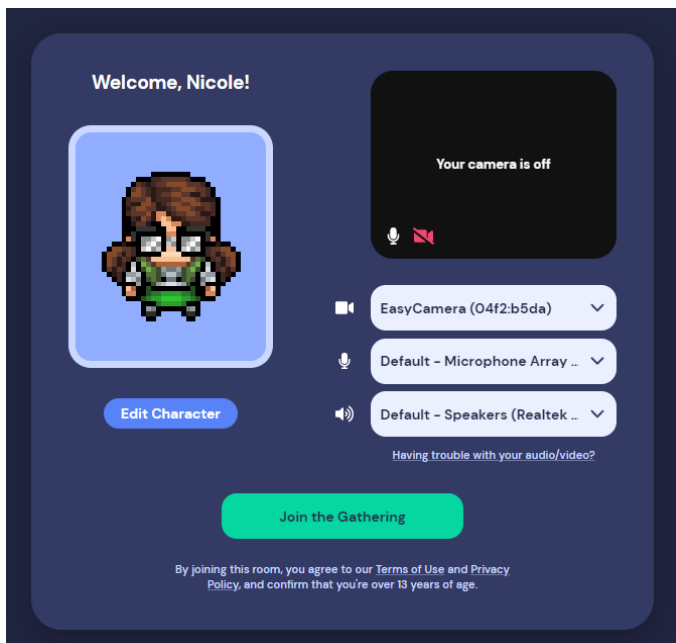 Welcome, Nicole!
Your camera is off
EasyCamera (04f2:b5da)
Default - Microphone Array ..
Default - Speakers (Realtek ..
Edit Character
Having trouble with your audio/video?
Join the Gathering
By joining this room, you agree to our Terms of Use and Privacy
Policy, and confirm that you're over 13 years of age.